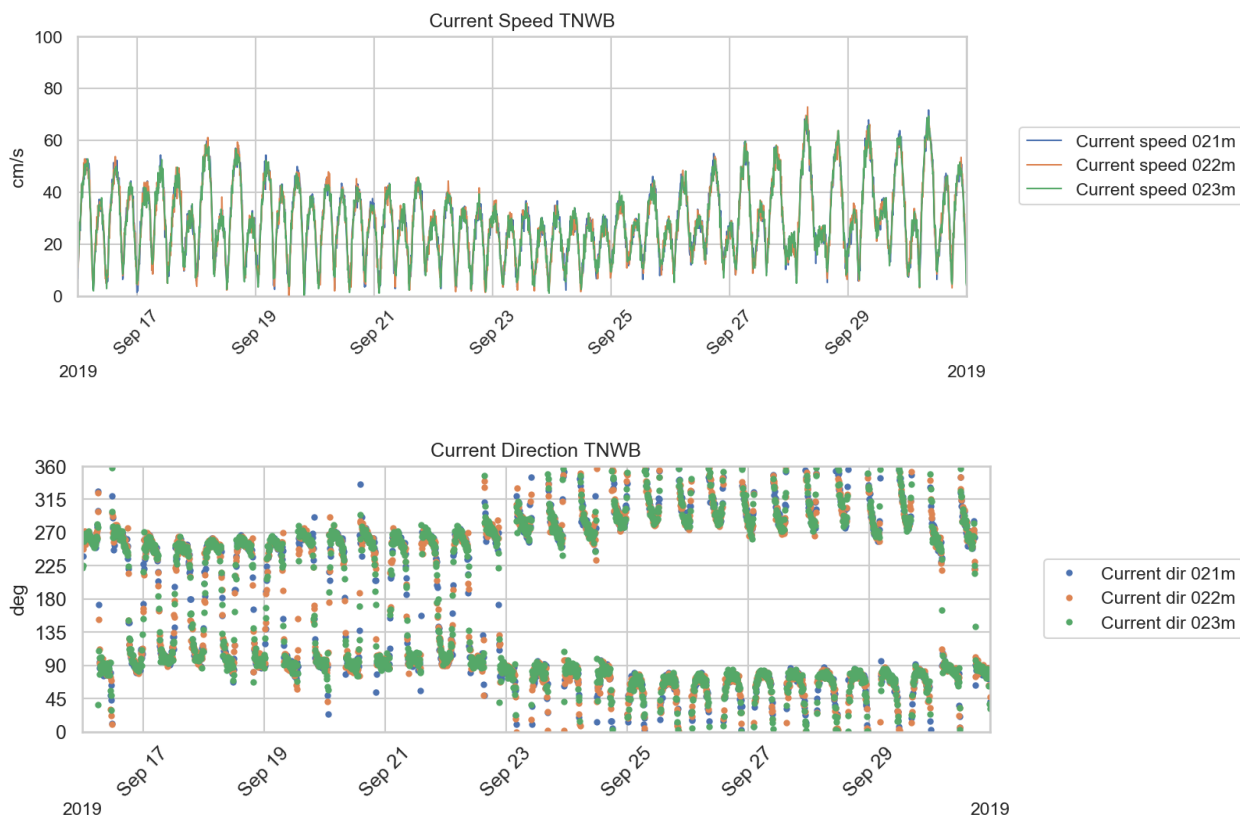 Current Speed TNWB
100
80
60
40
20
0
cm/s
Sep 17
Sep 19
Sep 21
Sep 23
Sep 25
Sep 27
Sep 29
2019
2019
Current speed 021m
Current speed 022m
Current speed 023m
Current Direction TNWB
360
315
270
225
180
135
90
45
0
deg
Sep 17
Sep 19
Sep 21
Sep 23
Sep 25
Sep 27
Sep 29
2019
2019
Current dir 021m
Current dir 022m
Current dir 023m